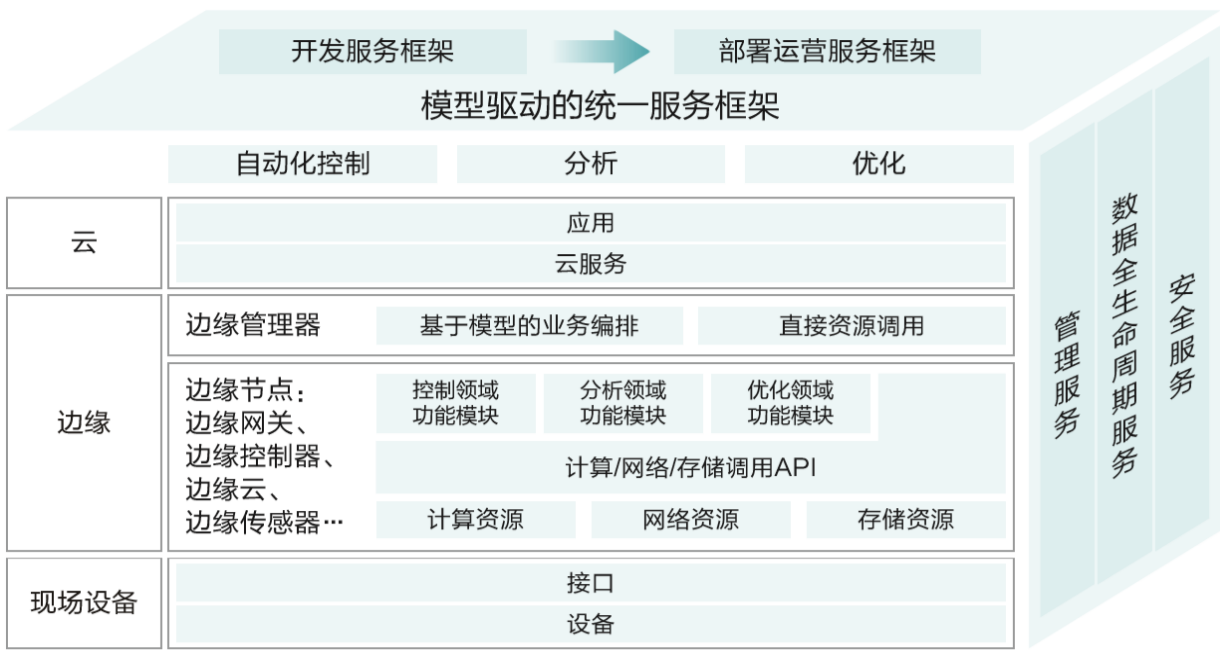 开发服务框架
部署运营服务框架
模型驱动的统一服务框架
自动化控制
分析
优化
云
应用
云服务
边缘
边缘管理器
基于模型的业务编排
直接资源调用
边缘节点：
边缘网关、
边缘控制器、
边缘云、
边缘传感器···
控制领域
功能模块
分析领域
功能模块
优化领域
功能模块
计算/网络/存储调用API
计算资源
网络资源
存储资源
现场设备
接口
设备
管理服务
数据全生命周期服务
安全服务